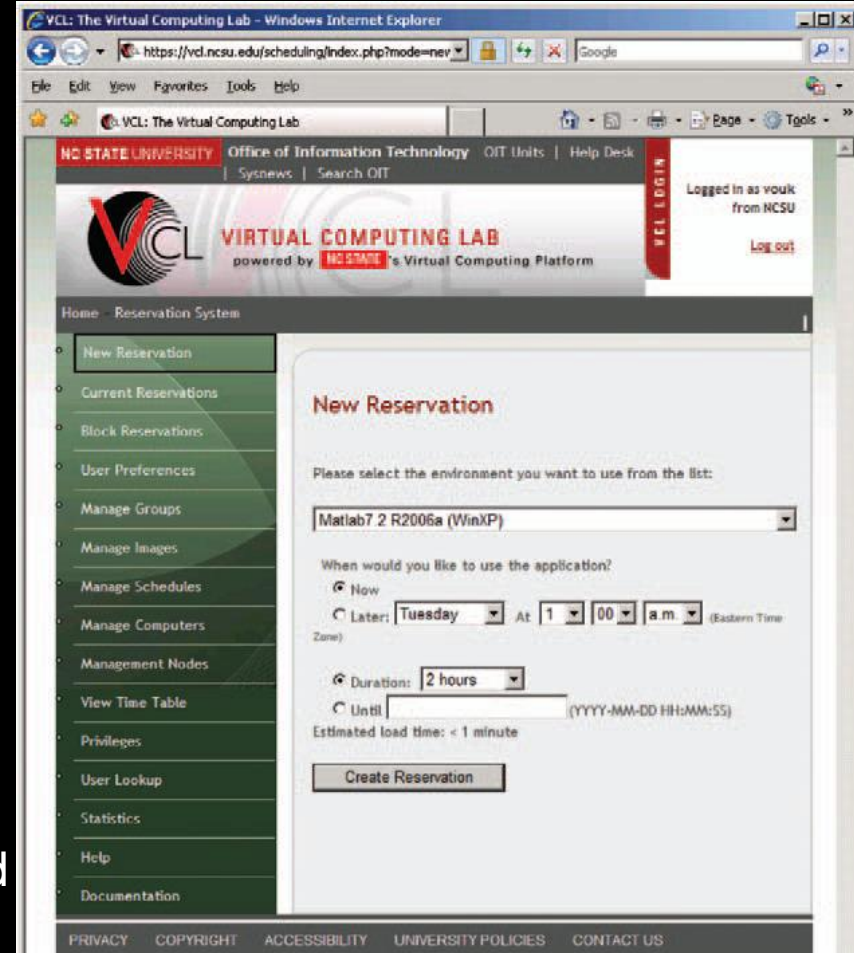 VCL: The Virtual Computing Lab - Windows Internet Explorer
https://vcl.ncsu.edu/scheduling/index.php?mode=new
Google
File Edit View Favorites Tools Help
VCL: The Virtual Computing Lab
Page Tools
NC STATE UNIVERSITY Office of Information Technology OIT Units | Help Desk
| Sysnews | Search OIT
VCL LOGIN
Logged in as vouk
from NCSU
Log out
VCL VIRTUAL COMPUTING LAB
powered by NC STATE's Virtual Computing Platform
Home - Reservation System
New Reservation
Current Reservations
Block Reservations
User Preferences
Manage Groups
Manage Images
Manage Schedules
Manage Computers
Management Nodes
View Time Table
Privileges
User Lookup
Statistics
Help
Documentation
New Reservation
Please select the environment you want to use from the list:
Matlab7.2 R2006a (WinXP)
When would you like to use the application?
Now
Later: Tuesday At 1 00 a.m. (Eastern Time
Zone)
Duration: 2 hours
Until (YYYY-MM-DD HH:MM:SS)
Estimated load time: < 1 minute
Create Reservation
d
PRIVACY COPYRIGHT ACCESSIBILITY UNIVERSITY POLICIES CONTACT US